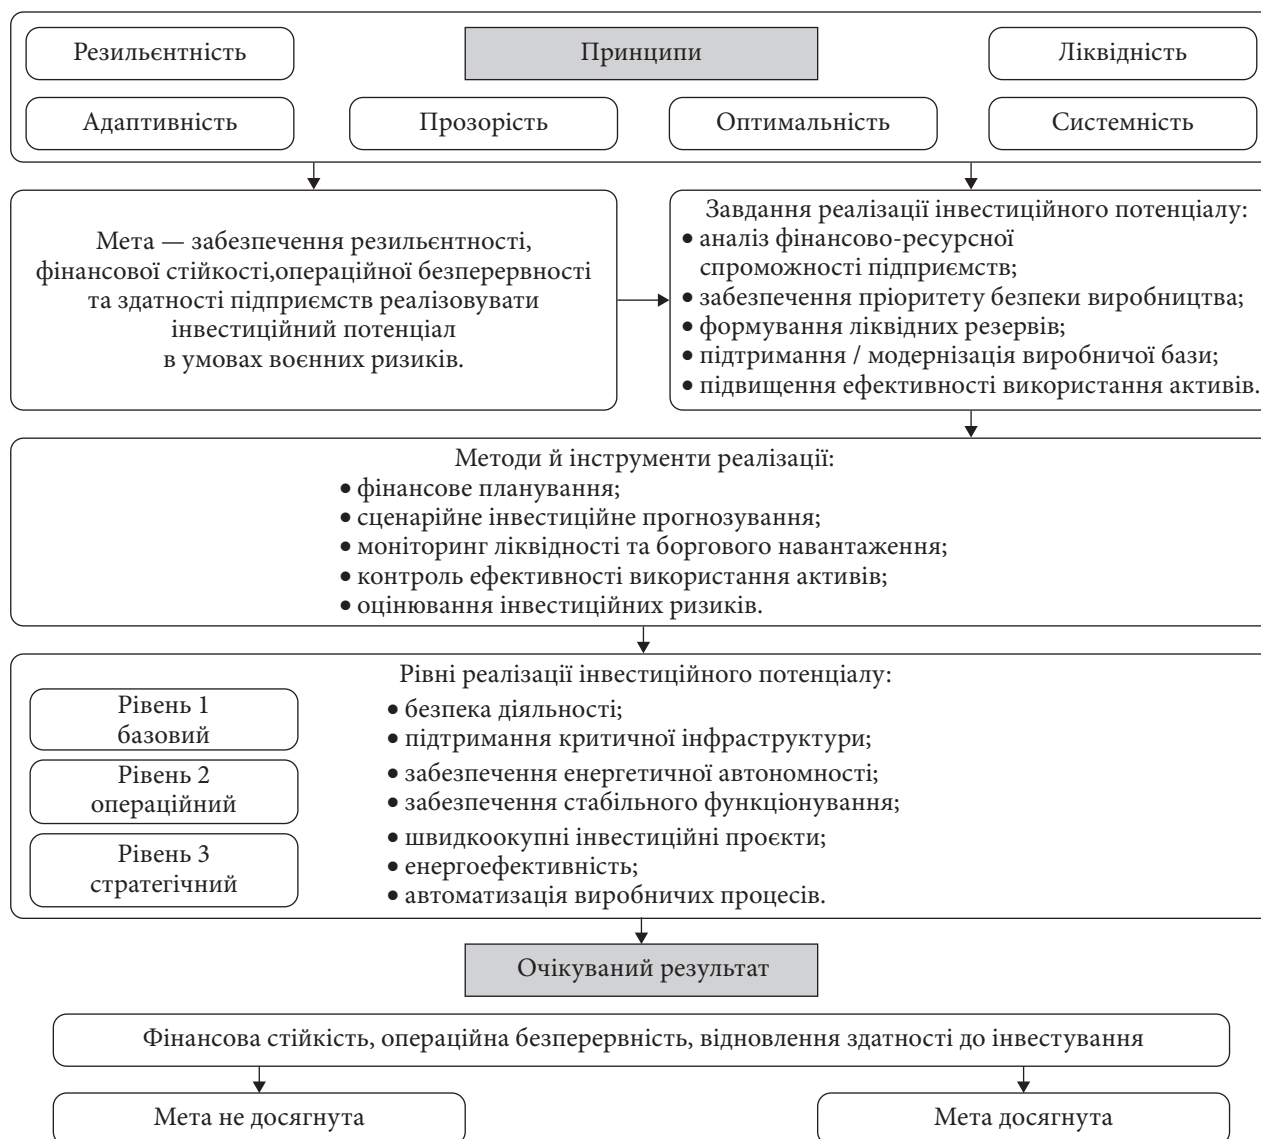 Резильєнтність
Принципи
Ліквідність
Адаптивність
Прозорість
Оптимальність
Системність
Мета — забезпечення резильєнтності,
фінансової стійкості,операційної безперервності
та здатності підприємств реалізовувати
інвестиційний потенціал
в умовах воєнних ризиків.
Завдання реалізації інвестиційного потенціалу:
• аналіз фінансово-ресурсної
спроможності підприємств;
• забезпечення пріоритету безпеки виробництва;
• формування ліквідних резервів;
• підтримання / модернізація виробничої бази;
• підвищення ефективності використання активів.
Методи й інструменти реалізації:
• фінансове планування;
• сценарійне інвестиційне прогнозування;
• моніторинг ліквідності та боргового навантаження;
• контроль ефективності використання активів;
• оцінювання інвестиційних ризиків.
Рівні реалізації інвестиційного потенціалу:
Рівень 1
базовий
• безпека діяльності;
• підтримання критичної інфраструктури;
Рівень 2
операційний
• забезпечення енергетичної автономності;
• забезпечення стабільного функціонування;
Рівень 3
стратегічний
• швидкоокупні інвестиційні проєкти;
• енергоефективність;
• автоматизація виробничих процесів.
Очікуваний результат
Фінансова стійкість, операційна безперервність, відновлення здатності до інвестування
Мета не досягнута
Мета досягнута